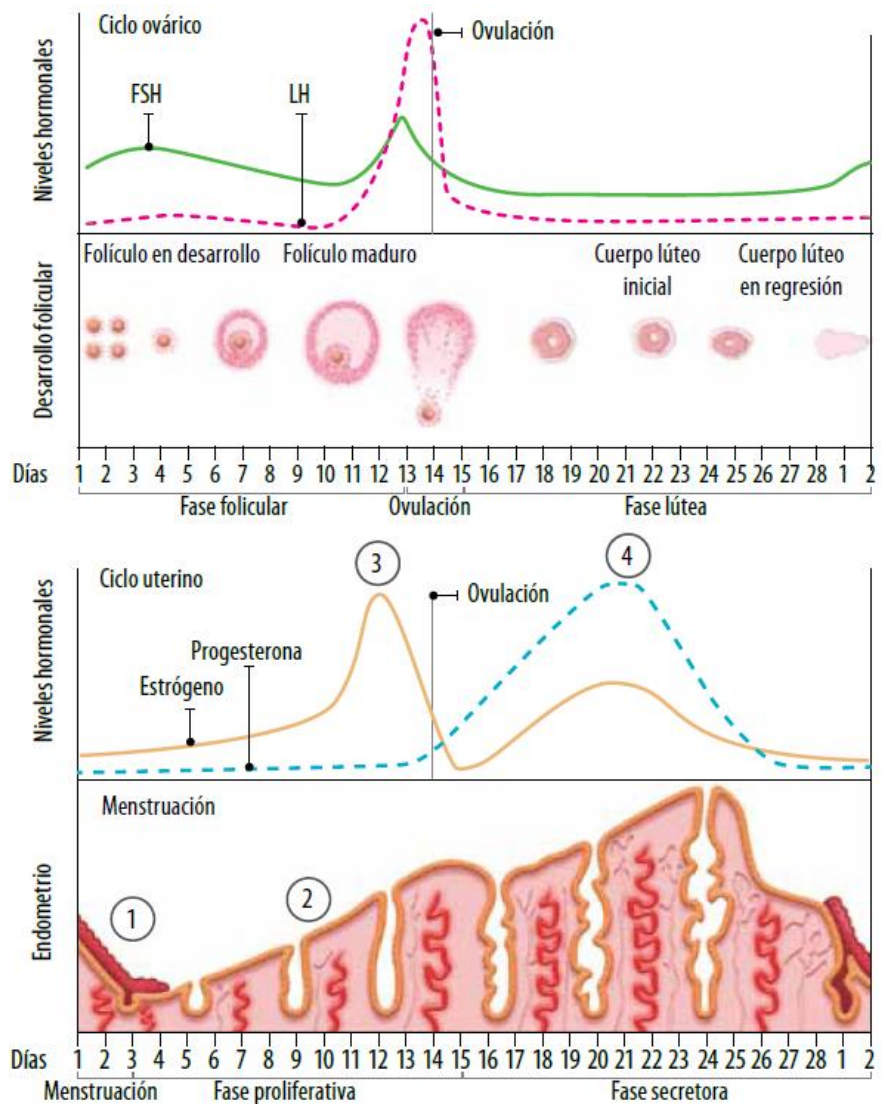 Ciclo ovárico
Ovulación
FSH
LH
Niveles hormonales
Folículo en desarrollo
Folículo maduro
Cuerpo lúteo
inicial
Cuerpo lúteo
en regresión
Desarrollo folicular
Días 1 2 3 4 5 6 7 8 9 10 11 12 13 14 15 16 17 18 19 20 21 22 23 24 25 26 27 28 1 2
Fase folicular Ovulación Fase lútea
Ciclo uterino
3
4
Ovulación
Progesterona
Estrógeno
Niveles hormonales
Menstruación
1
2
Endometrio
Días 1 2 3 4 5 6 7 8 9 10 11 12 13 14 15 16 17 18 19 20 21 22 23 24 25 26 27 28 1 2
Menstruación Fase proliferativa Fase secretora